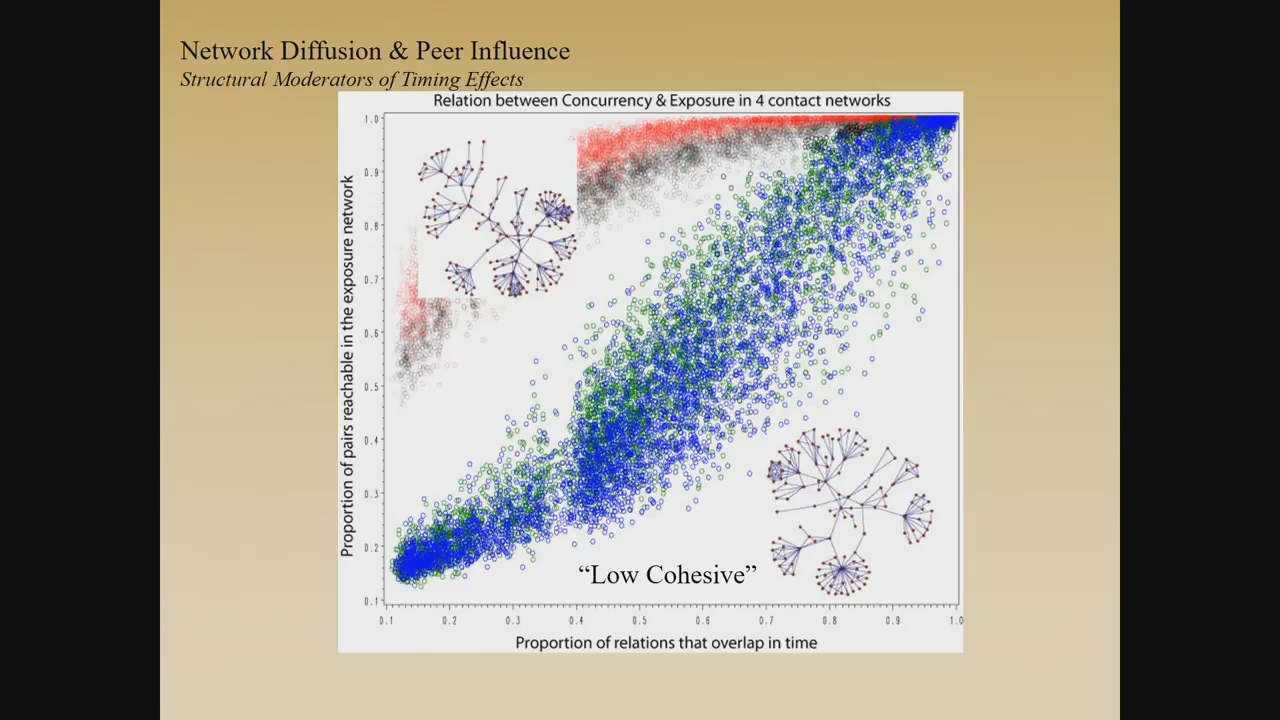 Network Diffusion & Peer Influence
Structural Moderators of Timing Effects
Relation between Concurrency & Exposure in 4 contact networks
Proportion of pairs reachable in the exposure network
1.0
0.9
0.8
0.7
0.6
0.5
0.4
0.3
0.2
0.1
“Low Cohesive”
0.1 0.2 0.3 0.4 0.5 0.6 0.7 0.8 0.9 1.0
Proportion of relations that overlap in time